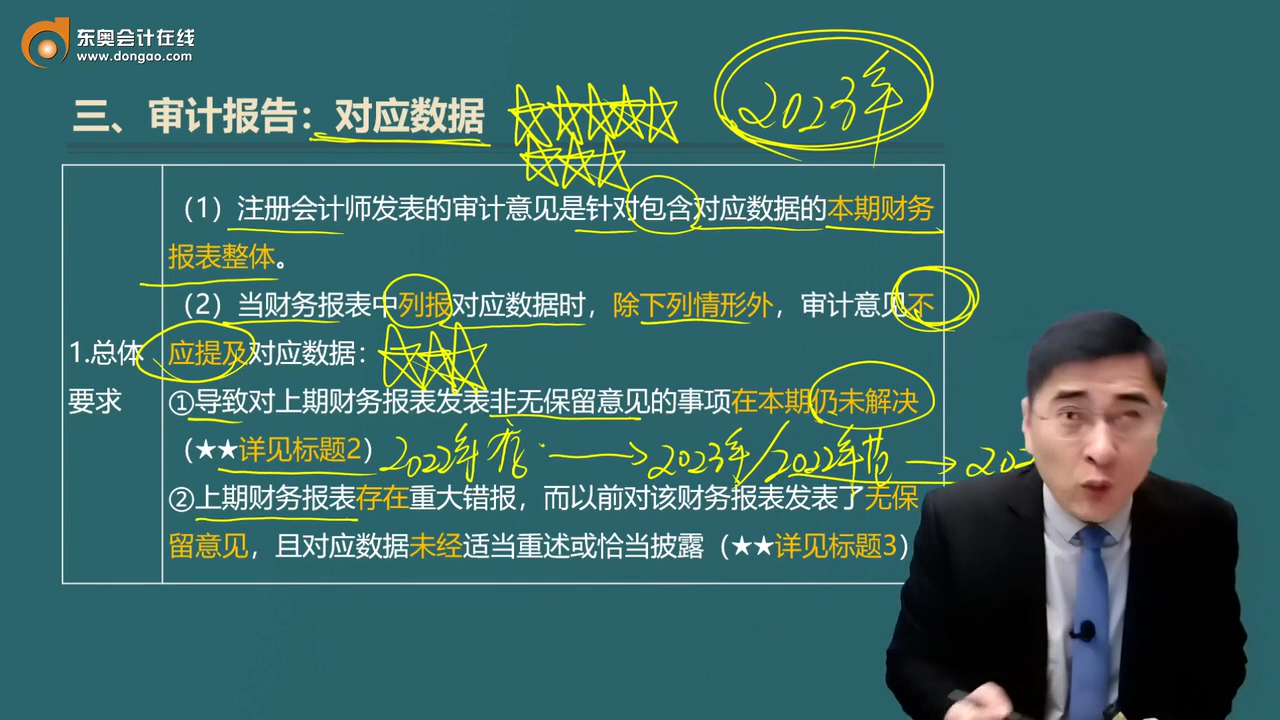 东奥会计在线
www.dongao.com
三、审计报告：对应数据
2023年
（1）注册会计师发表的审计意见是针对包含对应数据的本期财务
报表整体。
（2）当财务报表中列报对应数据时，除下列情形外，审计意见不
应提及对应数据：
1.总体
要求
①导致对上期财务报表发表非无保留意见的事项在本期仍未解决
（★★详见标题2）
2022年 2023年/2022年
②上期财务报表存在重大错报，而以前对该财务报表发表了无保
留意见，且对应数据未经适当重述或恰当披露（★★详见标题3）